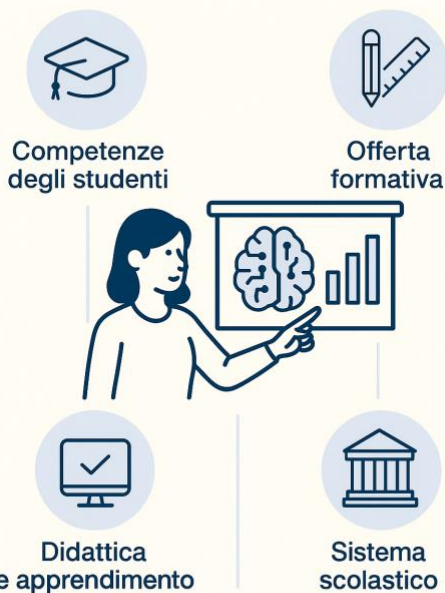 Competenze
degli studenti
Offerta
formativa
Didattica
e apprendimento
Sistema
scolastico